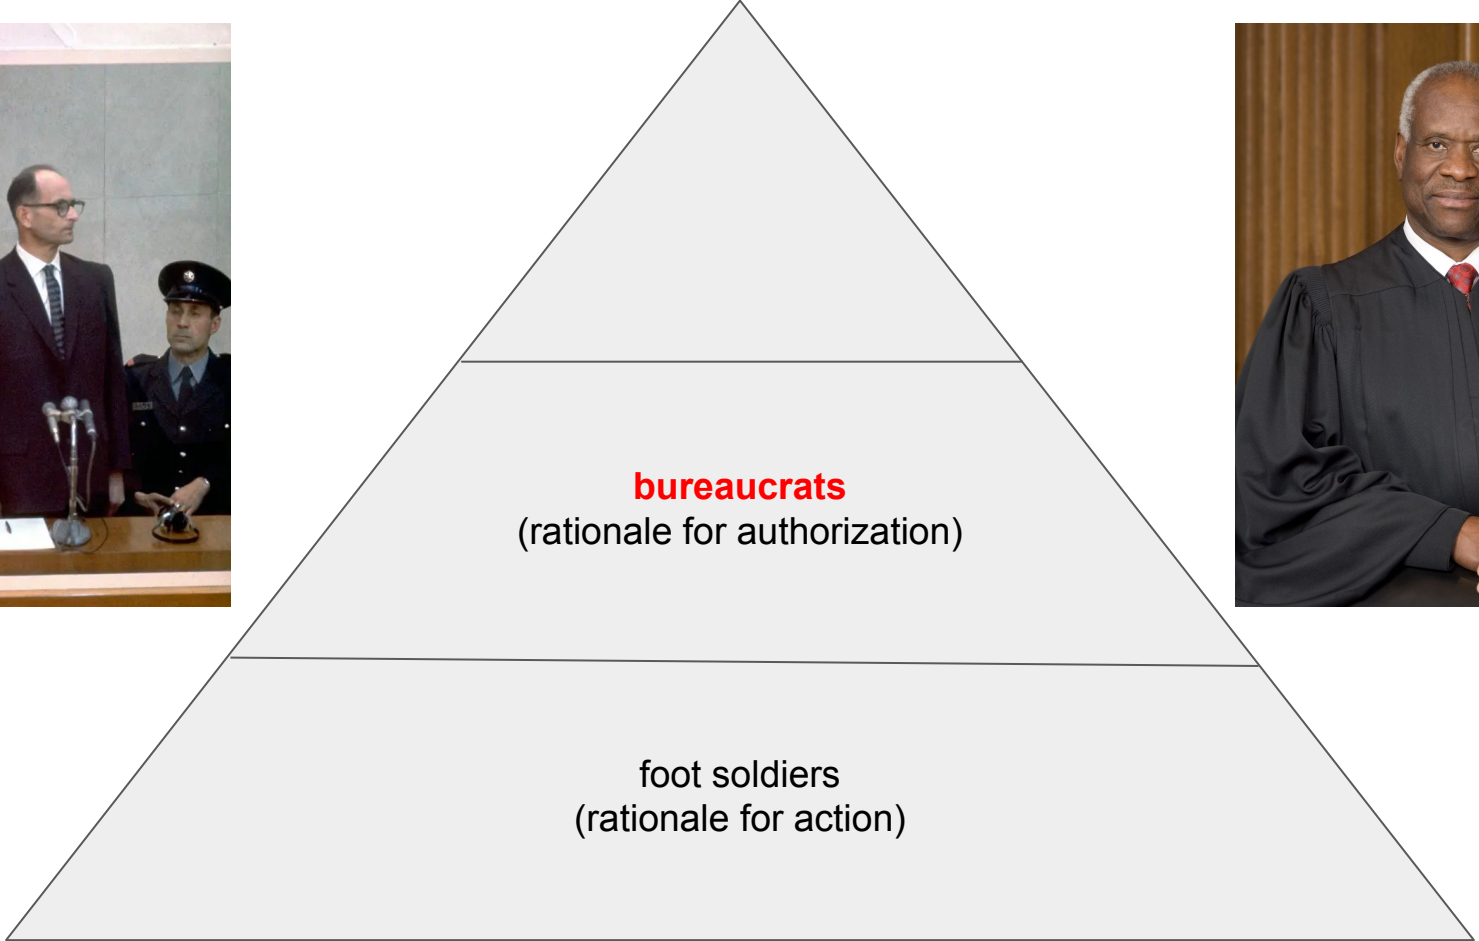 bureaucrats
(rationale for authorization)
foot soldiers
(rationale for action)